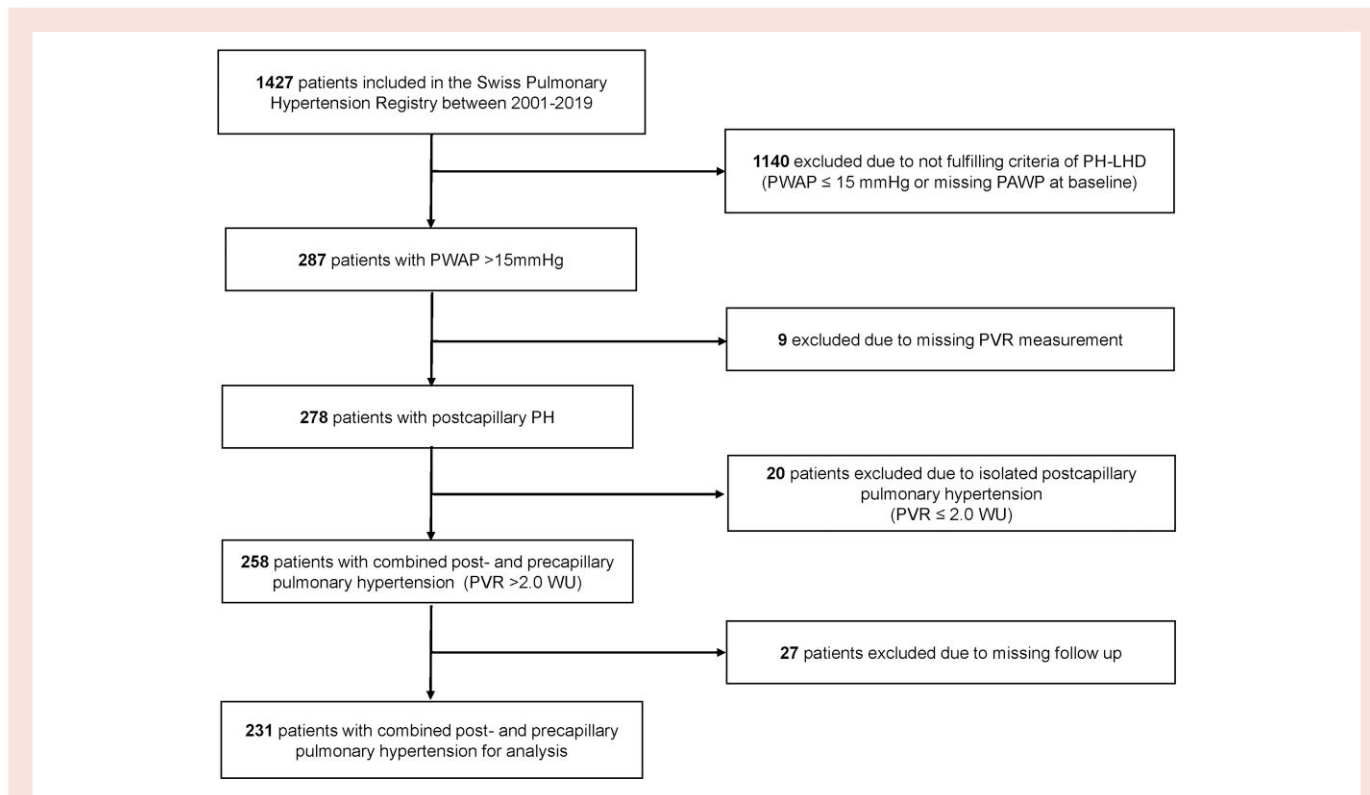 1427 patients included in the Swiss Pulmonary
Hypertension Registry between 2001-2019
1140 excluded due to not fulfilling criteria of PH-LHD
(PWAP ≤ 15 mmHg or missing PAWP at baseline)
287 patients with PWAP >15mmHg
9 excluded due to missing PVR measurement
278 patients with postcapillary PH
20 patients excluded due to isolated postcapillary
pulmonary hypertension
(PVR ≤ 2.0 WU)
258 patients with combined post- and precapillary
pulmonary hypertension (PVR >2.0 WU)
27 patients excluded due to missing follow up
231 patients with combined post- and precapillary
pulmonary hypertension for analysis